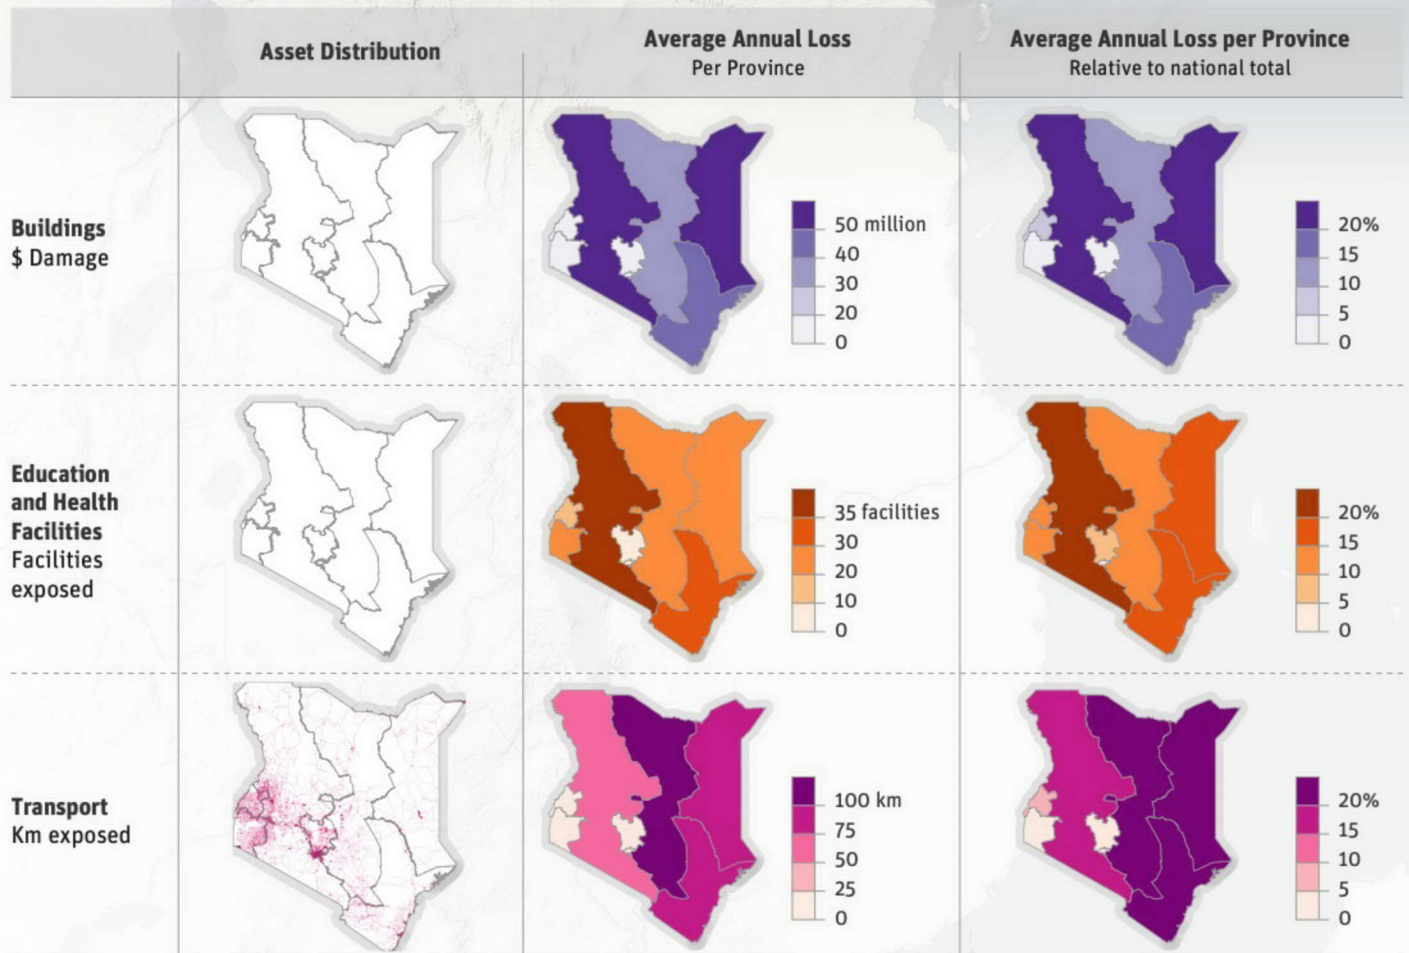 Asset Distribution
Average Annual Loss
Per Province
Average Annual Loss per Province
Relative to national total
Buildings
$ Damage
50 million
40
30
20
0
20%
15
10
5
0
Education
and Health
Facilities
Facilities
exposed
35 facilities
30
20
10
0
20%
15
10
5
0
Transport
Km exposed
100 km
75
50
25
0
20%
15
10
5
0